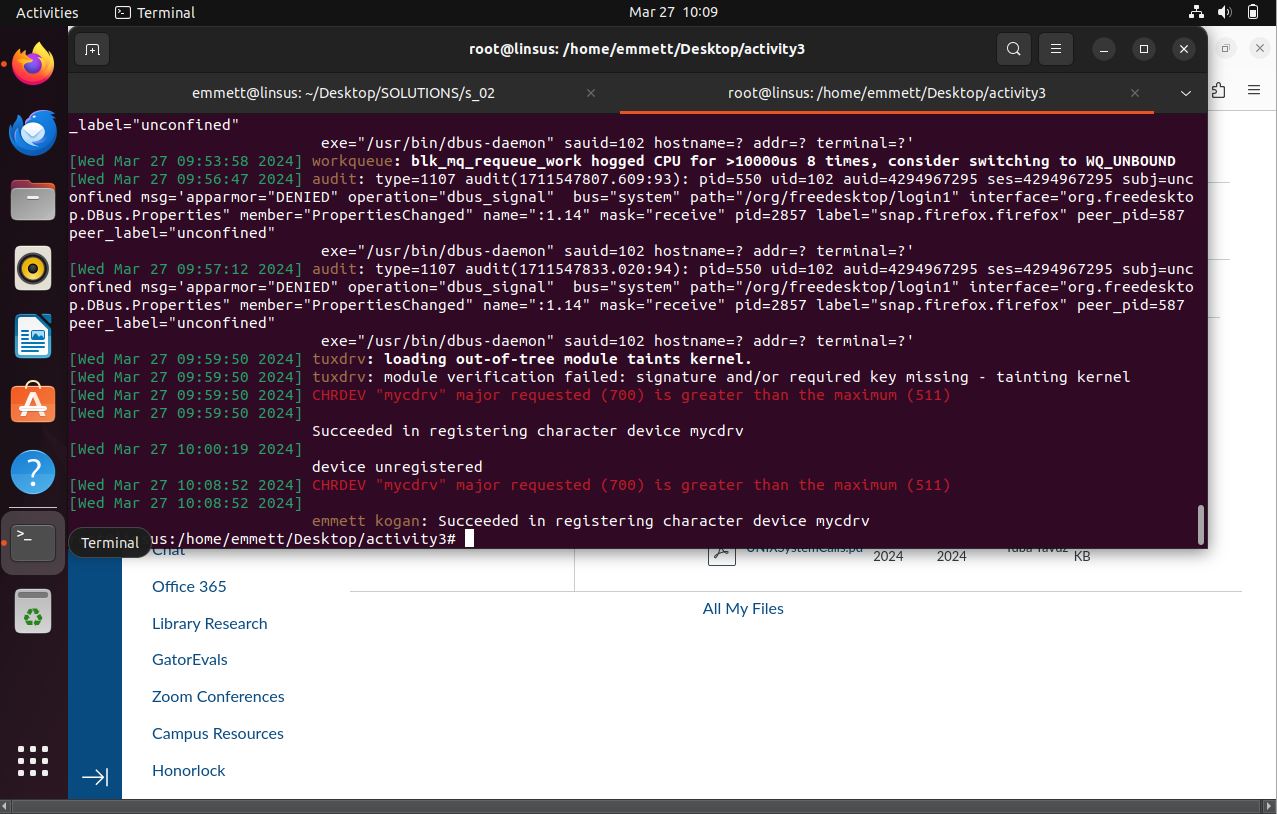 Activities Terminal Mar 27 10:09
root@linsus: /home/emmett/Desktop/activity3
emmett@linsus: ~/Desktop/SOLUTIONS/s_02
root@linsus: /home/emmett/Desktop/activity3
_label="unconfined"
exe="/usr/bin/dbus-daemon" sauid=102 hostname=? addr=? terminal=?'
[Wed Mar 27 09:53:58 2024] workqueue: blk_mq_requeue_work hogged CPU for >10000us 8 times, consider switching to WQ_UNBOUND
[Wed Mar 27 09:56:47 2024] audit: type=1107 audit(1711547807.609:93): pid=550 uid=102 auid=4294967295 ses=4294967295 subj=unc
onfined msg='apparmor="DENIED" operation="dbus_signal"  bus="system" path="/org/freedesktop/login1" interface="org.freedeskto
p.DBus.Properties" member="PropertiesChanged" name=":1.14" mask="receive" pid=2857 label="snap.firefox.firefox" peer_pid=587
peer_label="unconfined"
exe="/usr/bin/dbus-daemon" sauid=102 hostname=? addr=? terminal=?'
[Wed Mar 27 09:57:12 2024] audit: type=1107 audit(1711547833.020:94): pid=550 uid=102 auid=4294967295 ses=4294967295 subj=unc
onfined msg='apparmor="DENIED" operation="dbus_signal"  bus="system" path="/org/freedesktop/login1" interface="org.freedeskto
p.DBus.Properties" member="PropertiesChanged" name=":1.14" mask="receive" pid=2857 label="snap.firefox.firefox" peer_pid=587
peer_label="unconfined"
exe="/usr/bin/dbus-daemon" sauid=102 hostname=? addr=? terminal=?'
[Wed Mar 27 09:59:50 2024] tuxdrv: loading out-of-tree module taints kernel.
[Wed Mar 27 09:59:50 2024] tuxdrv: module verification failed: signature and/or required key missing - tainting kernel
[Wed Mar 27 09:59:50 2024] CHRDEV "mycdrv" major requested (700) is greater than the maximum (511)
[Wed Mar 27 09:59:50 2024]
Succeeded in registering character device mycdrv
[Wed Mar 27 10:00:19 2024]
device unregistered
[Wed Mar 27 10:08:52 2024] CHRDEV "mycdrv" major requested (700) is greater than the maximum (511)
[Wed Mar 27 10:08:52 2024]
emmett kogan: Succeeded in registering character device mycdrv
Terminal
us:/home/emmett/Desktop/activity3#
Chat
UNIXSystemCalls.pd
2024 2024 Tuba Yavuz KB
Office 365
All My Files
Library Research
GatorEvals
Zoom Conferences
Campus Resources
Honorlock